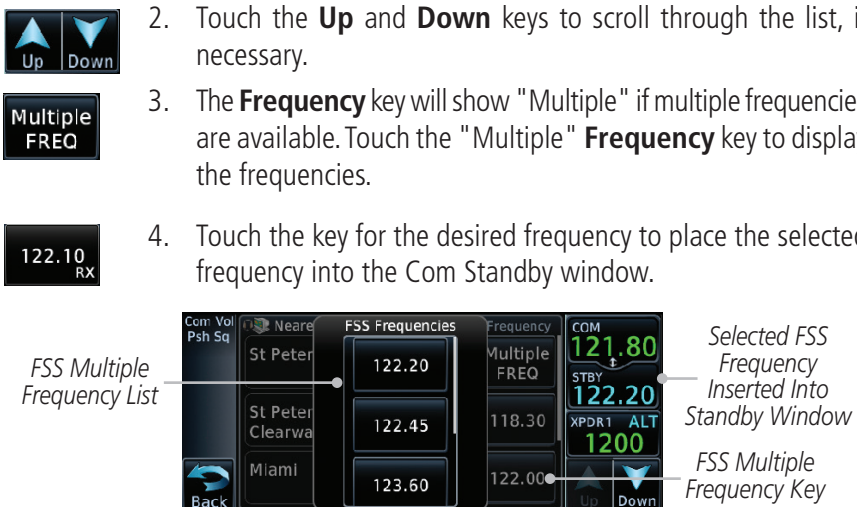 Up Down
2. Touch the Up and Down keys to scroll through the list, i
necessary.
Multiple
FREQ
3. The Frequency key will show "Multiple" if multiple frequencie
are available. Touch the "Multiple" Frequency key to displa
the frequencies.
122.10
RX
4. Touch the key for the desired frequency to place the selecte
frequency into the Com Standby window.
FSS Multiple
Frequency List
Com Vol
Psh Sq
Neare
FSS Frequencies
Frequency
St Peter
122.20
Multiple
FREQ
St Peter
Clearwa
122.45
118.30
Miami
123.60
122.00
Back
COM
121.80
STBY
122.20
XPDR1 ALT
1200
Up Down
Selected FSS
Frequency
Inserted Into
Standby Window
FSS Multiple
Frequency Key